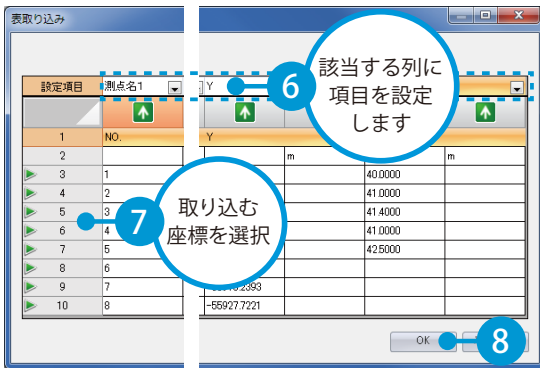 表取り込み
6
該当する列に
項目を設定
します
設定項目 測点名1 Y
1 NO. Y
2 m m
3 1 40.0000
4 2 41.0000
5 3 41.4000
6 4 41.0000
7 5 42.5000
8 6
9 7
10 8 -55927.7221
7
取り込む
座標を選択
OK
8